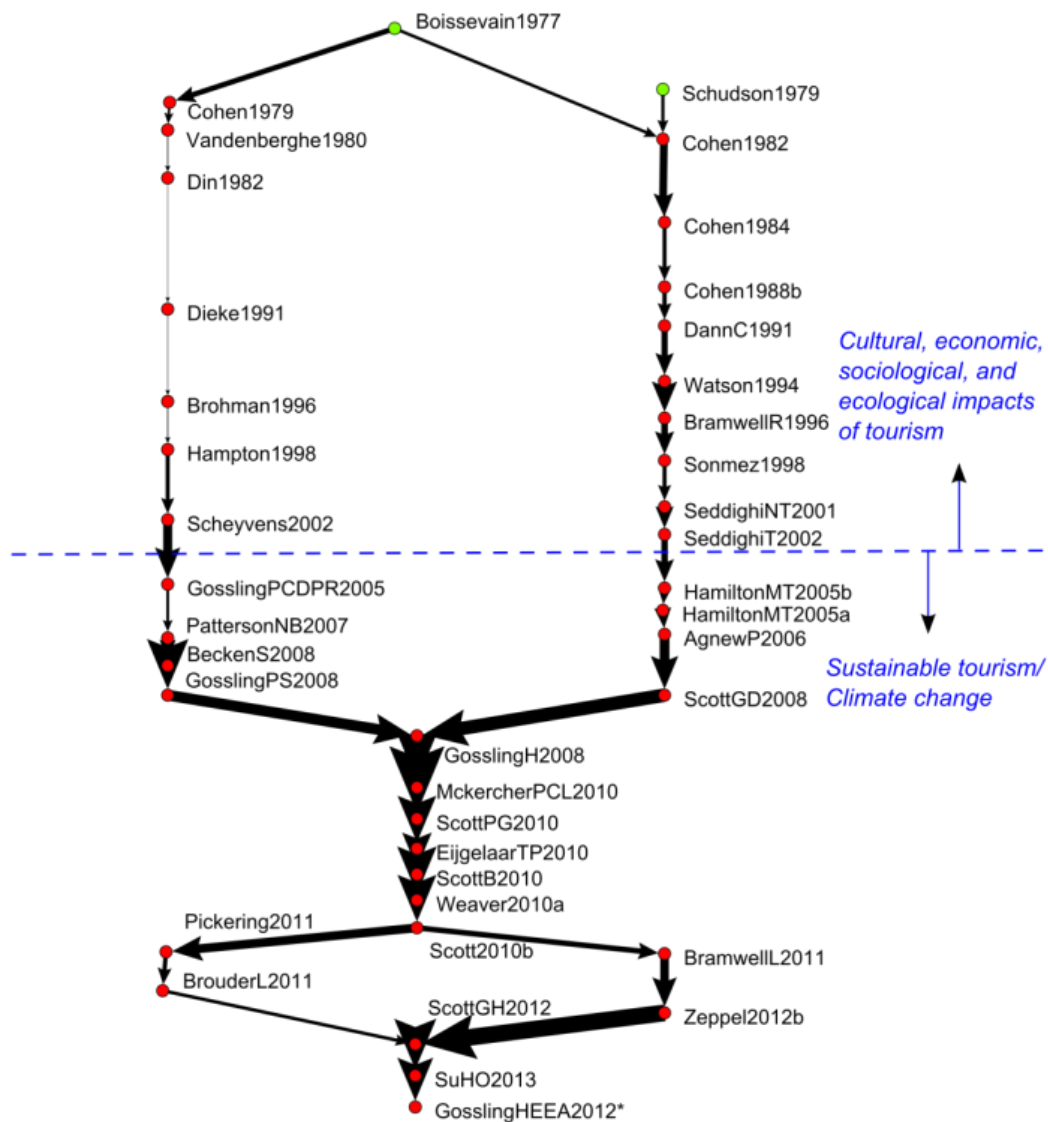 Boissevain1977
Schudson1979
Cohen1979
Vandenberghe1980
Cohen1982
Din1982
Cohen1984
Cohen1988b
Dieke1991
DannC1991
Cultural, economic,
sociological, and
ecological impacts
of tourism
Watson1994
Brohman1996
BramwellR1996
Hampton1998
Sonmez1998
SeddighiNT2001
Scheyvens2002
SeddighiT2002
GosslingPCDPR2005
HamiltonMT2005b
HamiltonMT2005a
PattersonNB2007
AgnewP2006
BeckenS2008
GosslingPS2008
Sustainable tourism/
Climate change
ScottGD2008
GosslingH2008
MckercherPCL2010
ScottPG2010
EijgelaarTP2010
ScottB2010
Weaver2010a
Pickering2011
Scott2010b
BramwellL2011
BrouderL2011
ScottGH2012
Zeppel2012b
SuHO2013
GosslingHEEA2012*